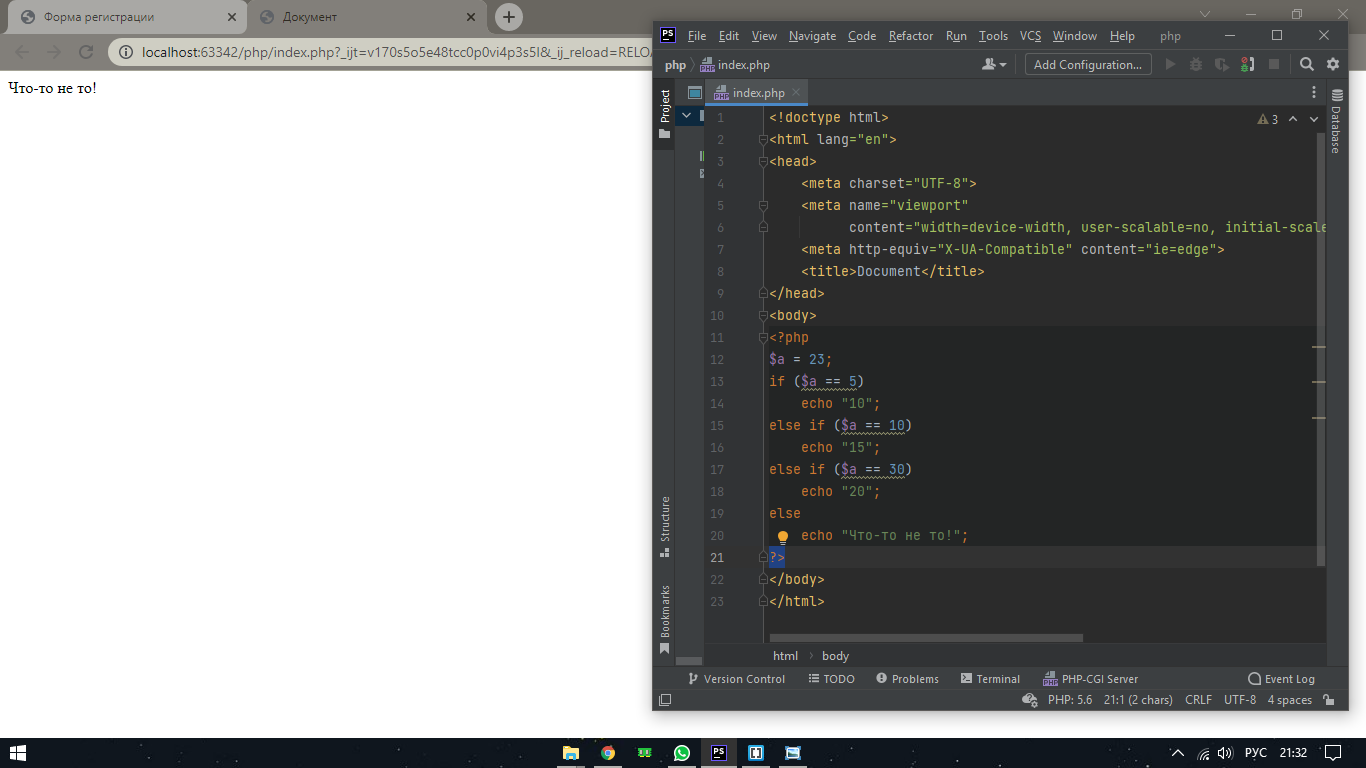 Форма регистрации
Документ
localhost:63342/php/index.php?_ijt=v170s5o5e48tcc0p0vi4p3s5l&_ij_reload=RELOA
Что-то не то!
PS File Edit View Navigate Code Refactor Run Tools VCS Window Help php
php index.php Add Configuration...
Project
index.php
Database
3
1 <!doctype html>
2 <html lang="en">
3 <head>
4 <meta charset="UTF-8">
5 <meta name="viewport"
6 content="width=device-width, user-scalable=no, initial-scale
7 <meta http-equiv="X-UA-Compatible" content="ie=edge">
8 <title>Document</title>
9 </head>
10 <body>
11 <?php
12 $a = 23;
13 if ($a == 5)
14 echo "10";
15 else if ($a == 10)
16 echo "15";
17 else if ($a == 30)
18 echo "20";
19 else
20 echo "Что-то не то!";
21 ?>
22 </body>
23 </html>
Structure
Bookmarks
html body
Version Control TODO Problems Terminal PHP-CGI Server Event Log
PHP: 5.6 21:1 (2 chars) CRLF UTF-8 4 spaces
PS
РУС 21:32